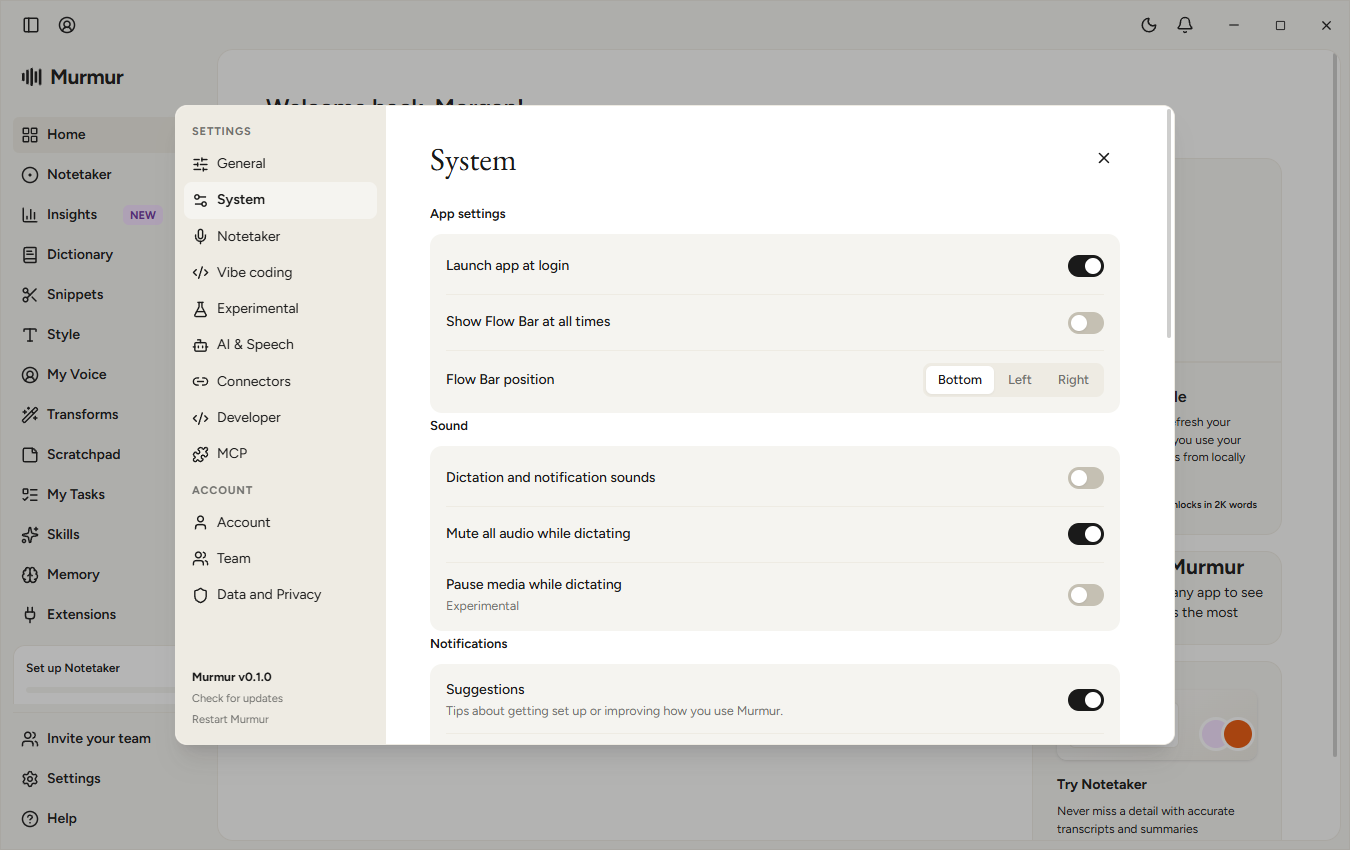 Murmur
Home
Notetaker
Insights NEW
Dictionary
Snippets
Style
My Voice
Transforms
Scratchpad
My Tasks
Skills
Memory
Extensions
Set up Notetaker
Invite your team
Settings
Help
SETTINGS
General
System
Notetaker
Vibe coding
Experimental
AI & Speech
Connectors
Developer
MCP
ACCOUNT
Account
Team
Data and Privacy
Murmur v0.1.0
Check for updates
Restart Murmur
System
App settings
Launch app at login
Show Flow Bar at all times
Flow Bar position
Bottom Left Right
Sound
Dictation and notification sounds
Mute all audio while dictating
Pause media while dictating
Experimental
Notifications
Suggestions
Tips about getting set up or improving how you use Murmur.
you use your
from locally
in 2K words
Murmur
any app to see
the most
Try Notetaker
Never miss a detail with accurate
transcripts and summaries